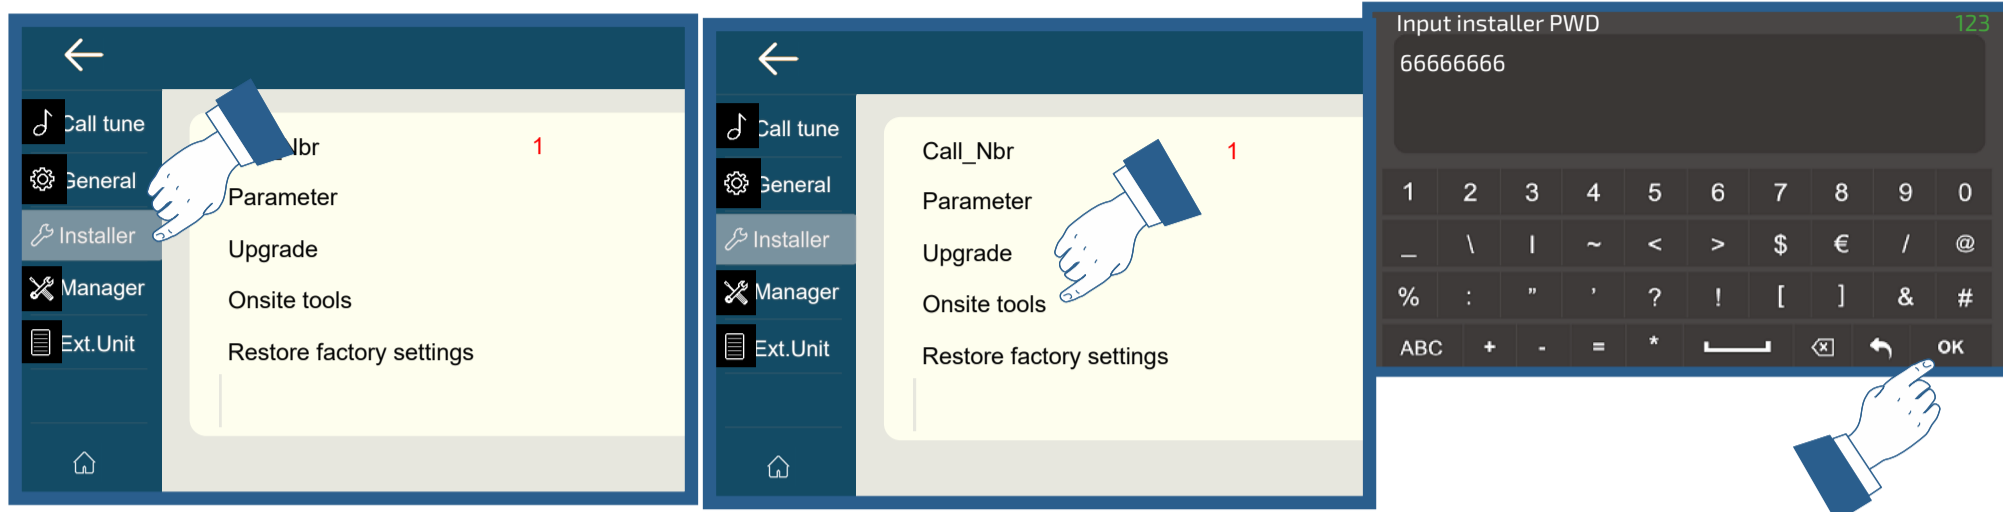 Call tune
General
Installer
Manager
Ext.Unit
Nbr 1
Parameter
Upgrade
Onsite tools
Restore factory settings
Call tune
General
Installer
Manager
Ext.Unit
Call_Nbr 1
Parameter
Upgrade
Onsite tools
Restore factory settings
Input installer PWD 123
66666666
1 2 3 4 5 6 7 8 9 0
_ \ | ~ < > $ € / @
% : " ' ? ! [ ] & #
ABC + - = * OK